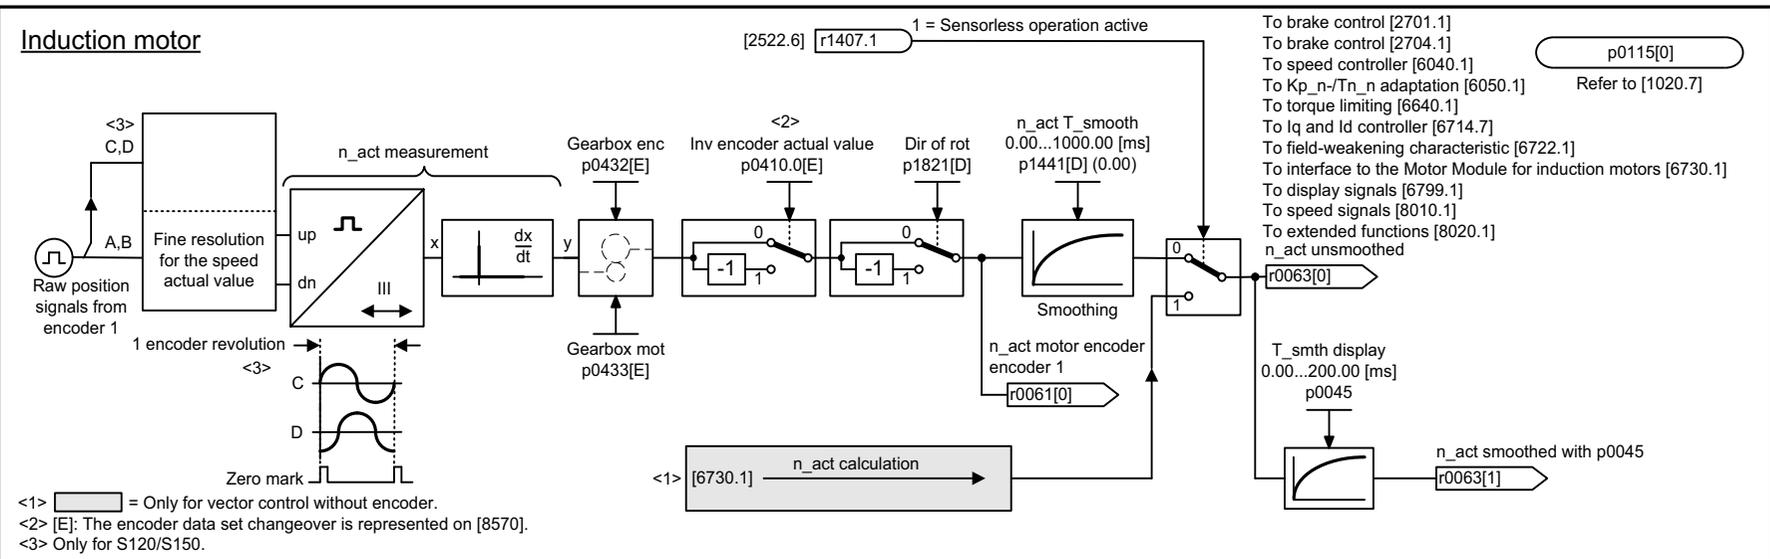 Induction motor
[2522.6] r1407.1
1 = Sensorless operation active
To brake control [2701.1]
To brake control [2704.1]
To speed controller [6040.1]
To Kp_n-/Tn_n adaptation [6050.1]
To torque limiting [6640.1]
To Iq and Id controller [6714.7]
To field-weakening characteristic [6722.1]
To interface to the Motor Module for induction motors [6730.1]
To display signals [6799.1]
To speed signals [8010.1]
To extended functions [8020.1]
p0115[0]
Refer to [1020.7]
<3>
C,D
A,B
Raw position
signals from
encoder 1
Fine resolution
for the speed
actual value
n_act measurement
up
dn
III
x
dx
dt
y
Gearbox enc
p0432[E]
Gearbox mot
p0433[E]
<2>
Inv encoder actual value
p0410.0[E]
0
-1
1
Dir of rot
p1821[D]
0
-1
1
n_act T_smooth
0.00...1000.00 [ms]
p1441[D] (0.00)
Smoothing
0
1
n_act unsmoothed
r0063[0]
n_act motor encoder
encoder 1
r0061[0]
T_smth display
0.00...200.00 [ms]
p0045
n_act smoothed with p0045
r0063[1]
1 encoder revolution
<3>
C
D
Zero mark
<1> [6730.1] n_act calculation
<1> = Only for vector control without encoder.
<2> [E]: The encoder data set changeover is represented on [8570].
<3> Only for S120/S150.